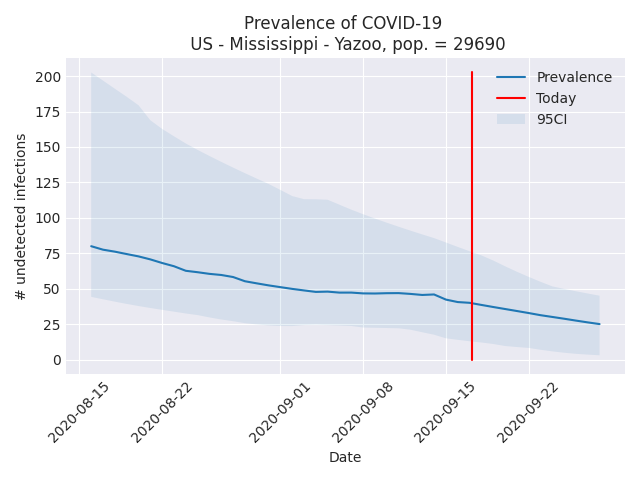 Prevalence of COVID-19
US - Mississippi - Yazoo, pop. = 29690
# undetected infections
200
175
150
125
100
75
50
25
0
Prevalence
Today
95CI
2020-08-15
2020-08-22
2020-09-01
2020-09-08
2020-09-15
2020-09-22
Date